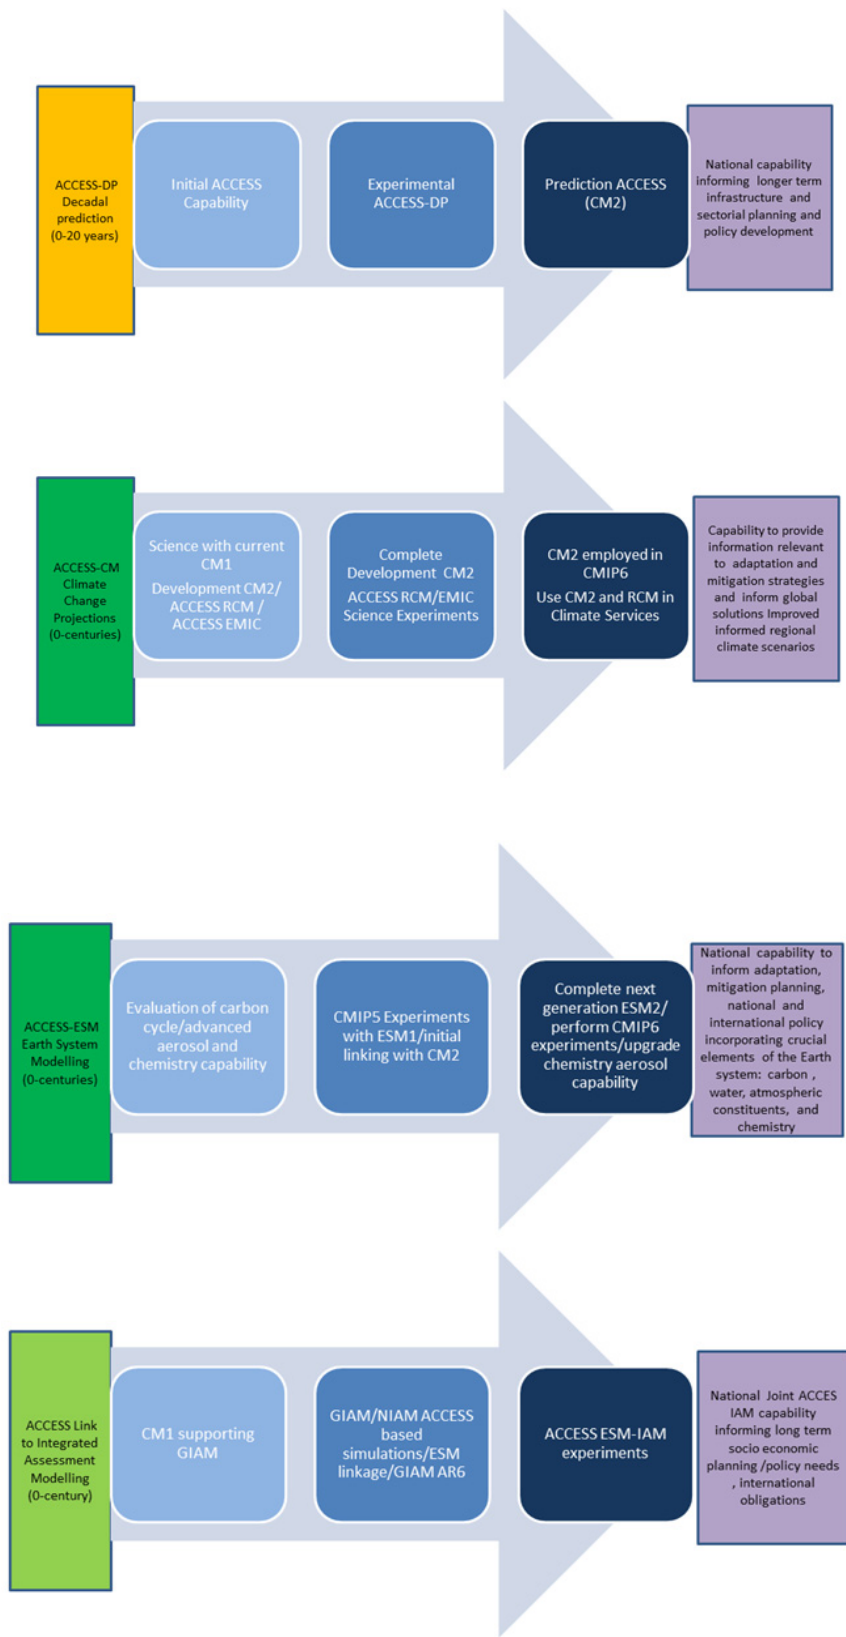 ACCESS-DP
Decadal
prediction
(0-20 years)
Initial ACCESS
Capability
Experimental
ACCESS-DP
Prediction ACCESS
(CM2)
National capability
informing longer term
infrastructure and
sectorial planning and
policy development
ACCESS-CM
Climate
Change
Projections
(0-centuries)
Science with current
CM1
Development CM2/
ACCESS RCM /
ACCESS EMIC
Complete
Development CM2
ACCESS RCM/EMIC
Science Experiments
CM2 employed in
CMIP6
Use CM2 and RCM in
Climate Services
Capability to provide
information relevant
to adaptation and
mitigation strategies
and inform global
solutions Improved
informed regional
climate scenarios
ACCESS-ESM
Earth System
Modelling
(0-centuries)
Evaluation of carbon
cycle/advanced
aerosol and
chemistry capability
CMIP5 Experiments
with ESM1/initial
linking with CM2
Complete next
generation ESM2/
perform CMIP6
experiments/upgrade
chemistry aerosol
capability
National capability to
inform adaptation,
mitigation planning,
national and
international policy
incorporating crucial
elements of the Earth
system: carbon ,
water, atmospheric
constituents, and
chemistry
ACCESS Link
to Integrated
Assessment
Modelling
(0-century)
CM1 supporting
GIAM
GIAM/NIAM ACCESS
based
simulations/ESM
linkage/GIAM AR6
ACCESS ESM-IAM
experiments
National Joint ACCES
IAM capability
informing long term
socio economic
planning /policy needs
, international
obligations